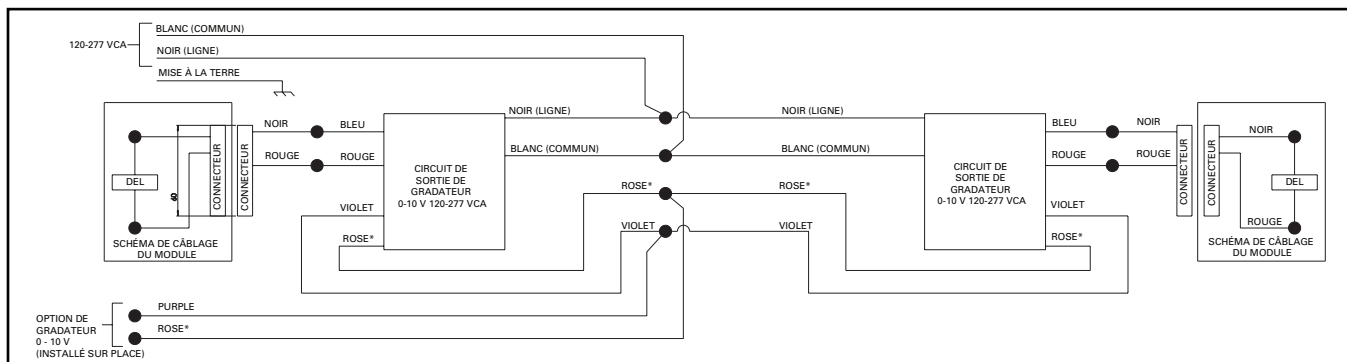 BLANC (COMMUN)
120-277 VCA
NOIR (LIGNE)
MISE À LA TERRE
NOIR (LIGNE)
NOIR (LIGNE)
NOIR
BLEU
BLEU
NOIR
NOIR
CONNECTEUR
CONNECTEUR
60
DEL
ROUGE
ROUGE
BLANC (COMMUN)
BLANC (COMMUN)
ROUGE
ROUGE
CONNECTEUR
CONNECTEUR
DEL
CIRCUIT DE
SORTIE DE
GRADATEUR
0-10 V 120-277 VCA
CIRCUIT DE
SORTIE DE
GRADATEUR
0-10 V 120-277 VCA
ROSE*
ROSE*
VIOLET
VIOLET
ROUGE
VIOLET
VIOLET
ROSE*
ROSE*
SCHÉMA DE CÂBLAGE
DU MODULE
SCHÉMA DE CÂBLAGE
DU MODULE
PURPLE
OPTION DE
GRADATEUR
0 - 10 V
(INSTALLÉ SUR PLACE)
ROSE*